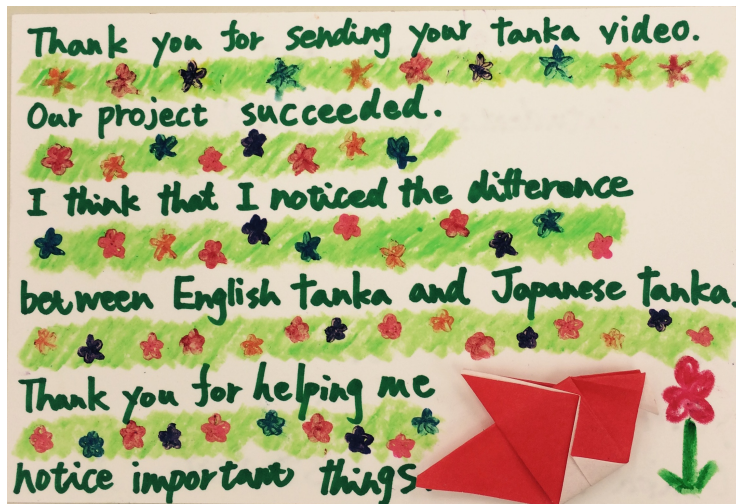 Thank you for sending your tanka video.
Our project succeeded.
I think that I noticed the difference
between English tanka and Japanese tanka.
Thank you for helping me
notice important things.